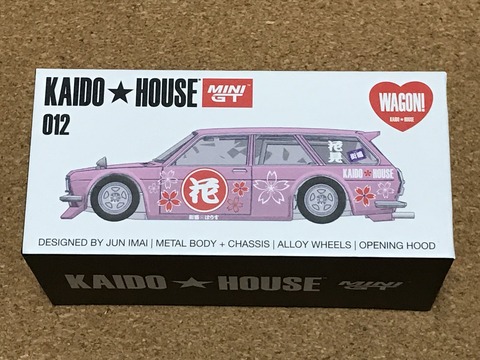 KAIDO★HOUSE
MINI
GT
012
WAGON!
KAIDO★HOUSE
花見
KAIDO★HOUSE
花
DESIGNED BY JUN IMAI | METAL BODY + CHASSIS | ALLOY WHEELS | OPENING HOOD
KAIDO★HOUSE
MINI
GT